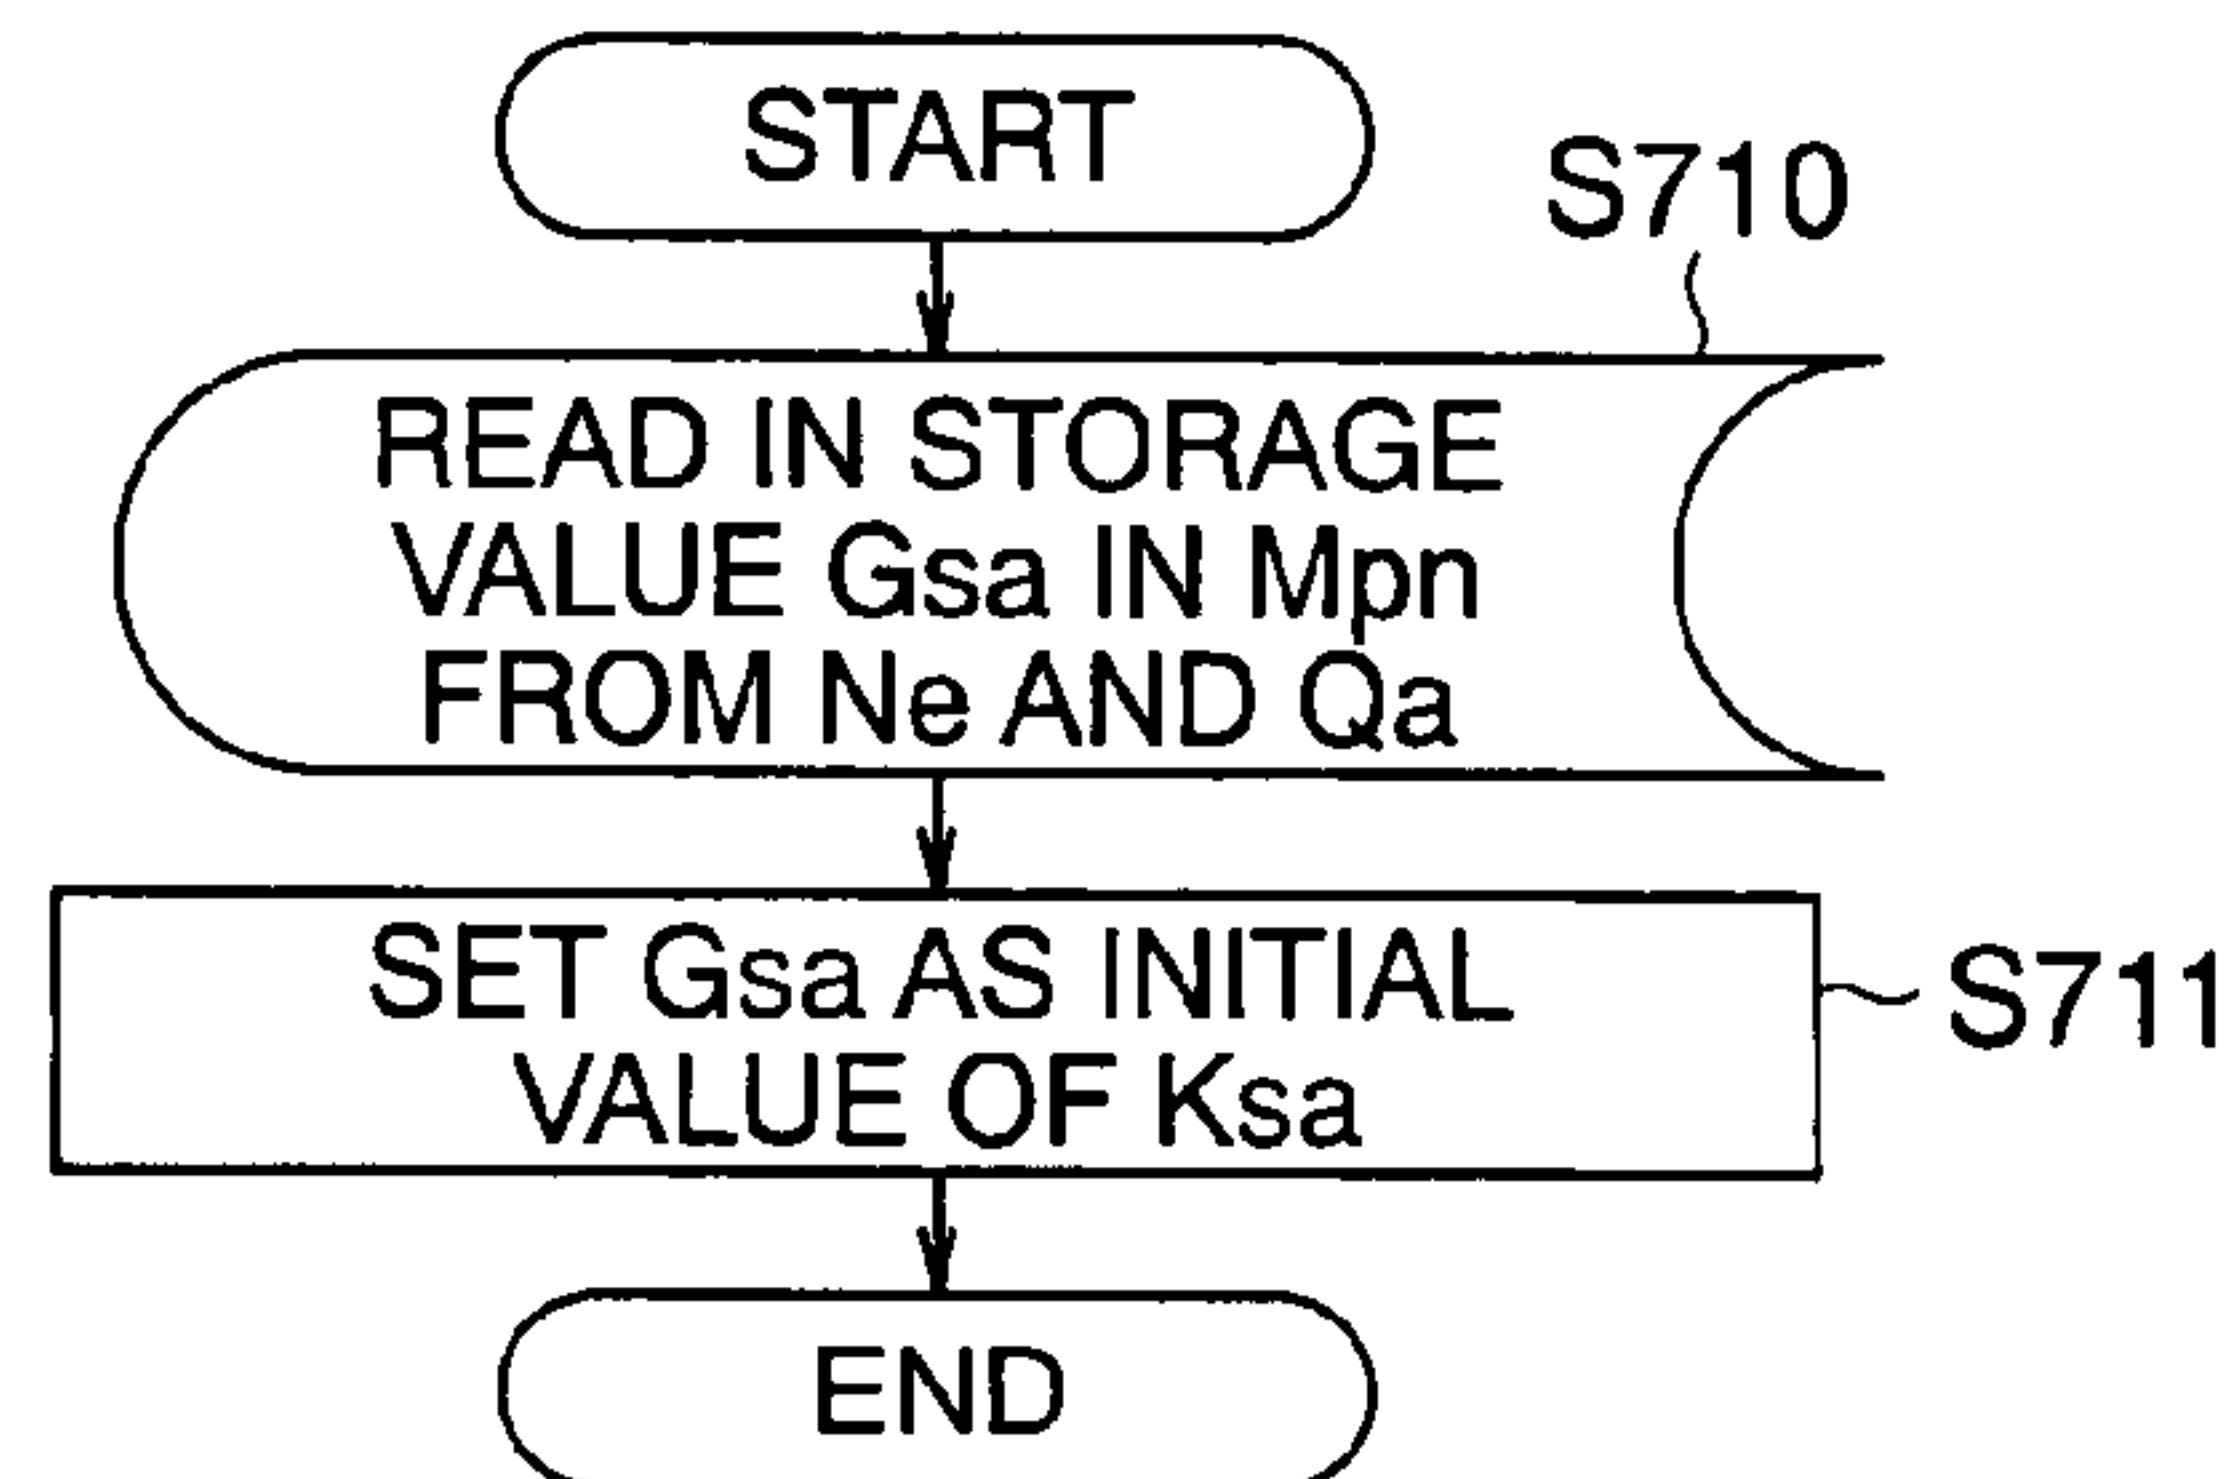 START
S710
READ IN STORAGE
VALUE Gsa IN Mpn
FROM Ne AND Qa
SET Gsa AS INITIAL
VALUE OF Ksa
S711
END